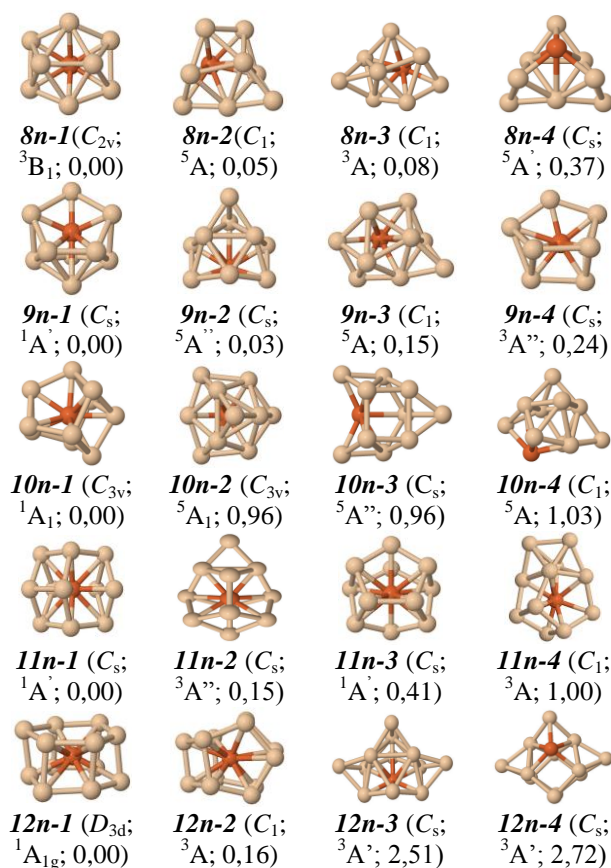 8n-1(C2v; 8n-2(C1; 8n-3 (C1; 8n-4 (Cs;
³B₁; 0,00) ⁵A; 0,05) ³A; 0,08) ⁵A'; 0,37)
9n-1 (Cs; 9n-2 (Cs; 9n-3 (C1; 9n-4 (Cs;
¹A'; 0,00) ⁵A''; 0,03) ⁵A; 0,15) ³A”; 0,24)
10n-1 (C3v; 10n-2 (C3v; 10n-3 (Cs; 10n-4 (C1;
¹A₁; 0,00) ⁵A₁; 0,96) ⁵A”; 0,96) ⁵A; 1,03)
11n-1 (Cs; 11n-2 (Cs; 11n-3 (Cs; 11n-4 (C1;
¹A'; 0,00) ³A”; 0,15) ¹A'; 0,41) ³A; 1,00)
12n-1 (D3d; 12n-2 (C1; 12n-3 (Cs; 12n-4 (Cs;
¹A1g; 0,00) ³A; 0,16) ³A’; 2,51) ³A’; 2,72)